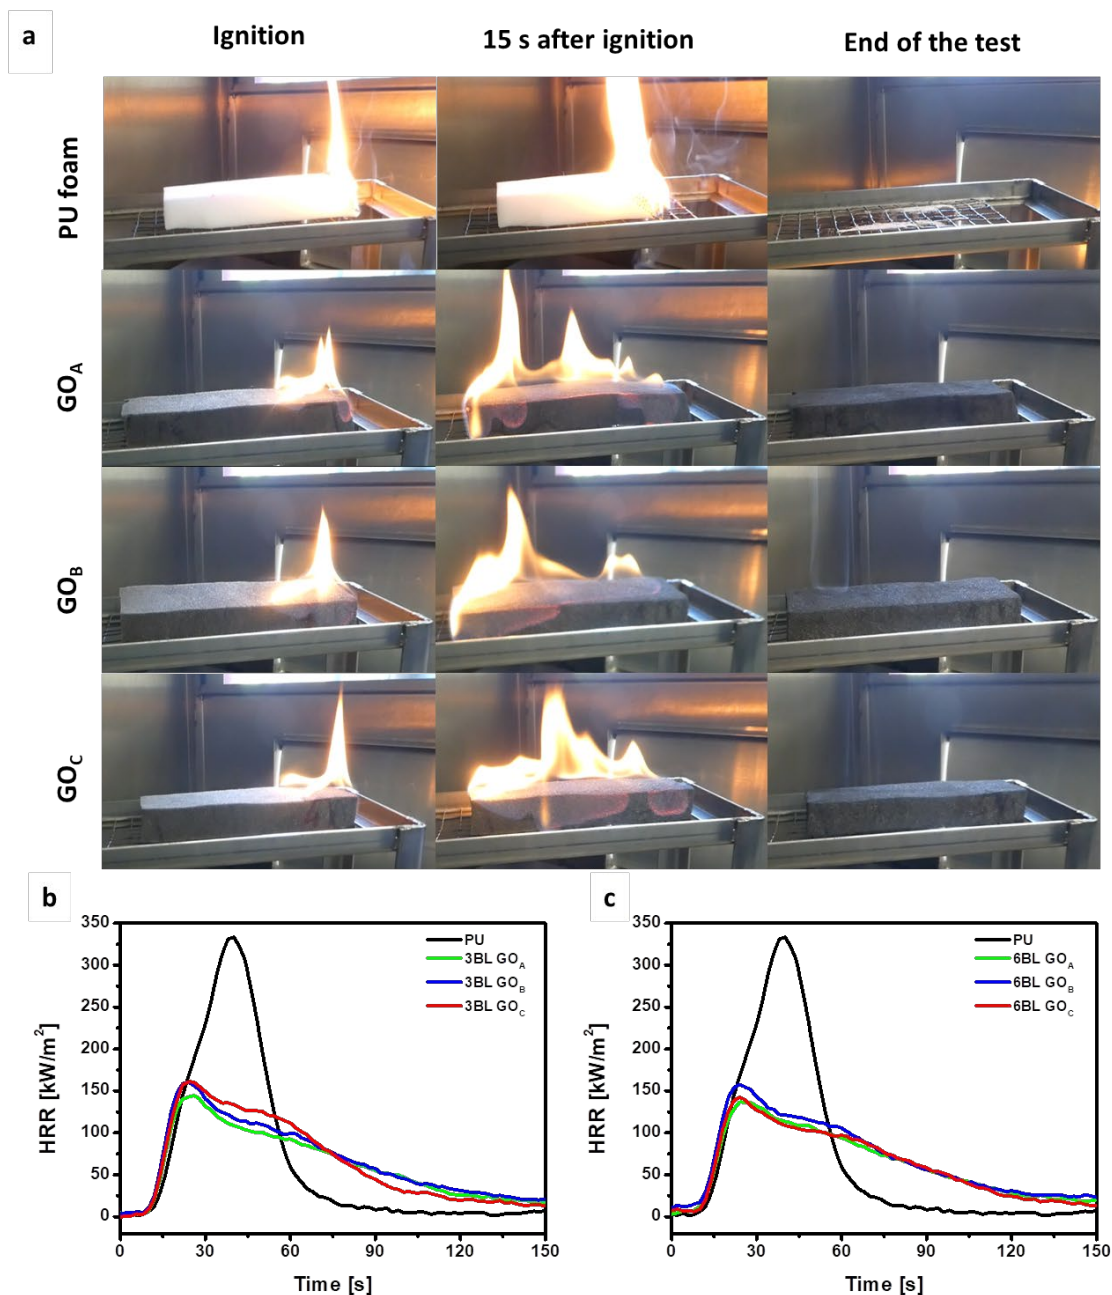 a
Ignition
15 s after ignition
End of the test
PU foam
GOA
GOB
GOC
b
350
300
250
200
150
100
50
0
HRR [kW/m²]
PU
3BL GOA
3BL GOB
3BL GOC
0
30
60
90
120
150
Time [s]
c
350
300
250
200
150
100
50
0
HRR [kW/m²]
PU
6BL GOA
6BL GOB
6BL GOC
0
30
60
90
120
150
Time [s]